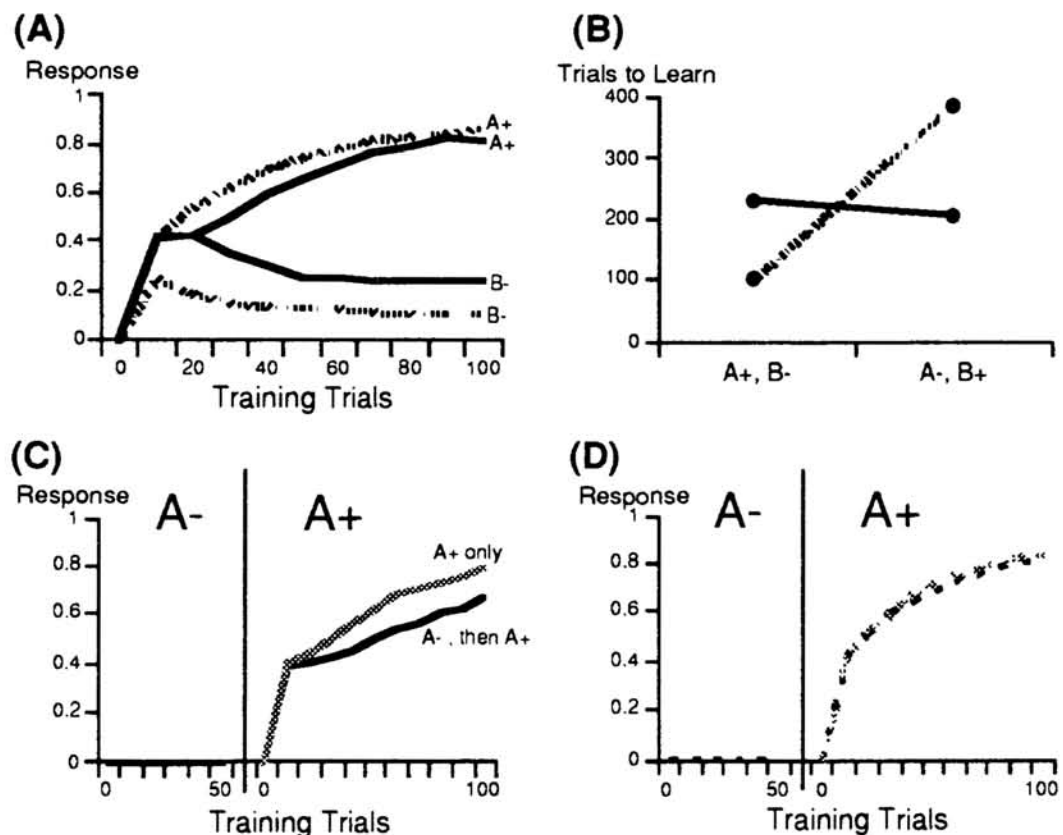 (A)
Response
1
0.8
0.6
0.4
0.2
0
A+
A+
B-
B-
0 20 40 60 80 100
Training Trials
(B)
Trials to Learn
400
300
200
100
0
A+, B- A-, B+
(C)
Response
A- A+
1
0.8
0.6
0.4
0.2
0
A+ only
A-, then A+
0 50 0 100
Training Trials
(D)
Response
A- A+
1
0.8
0.6
0.4
0.2
0
0 50 0 100
Training Trials